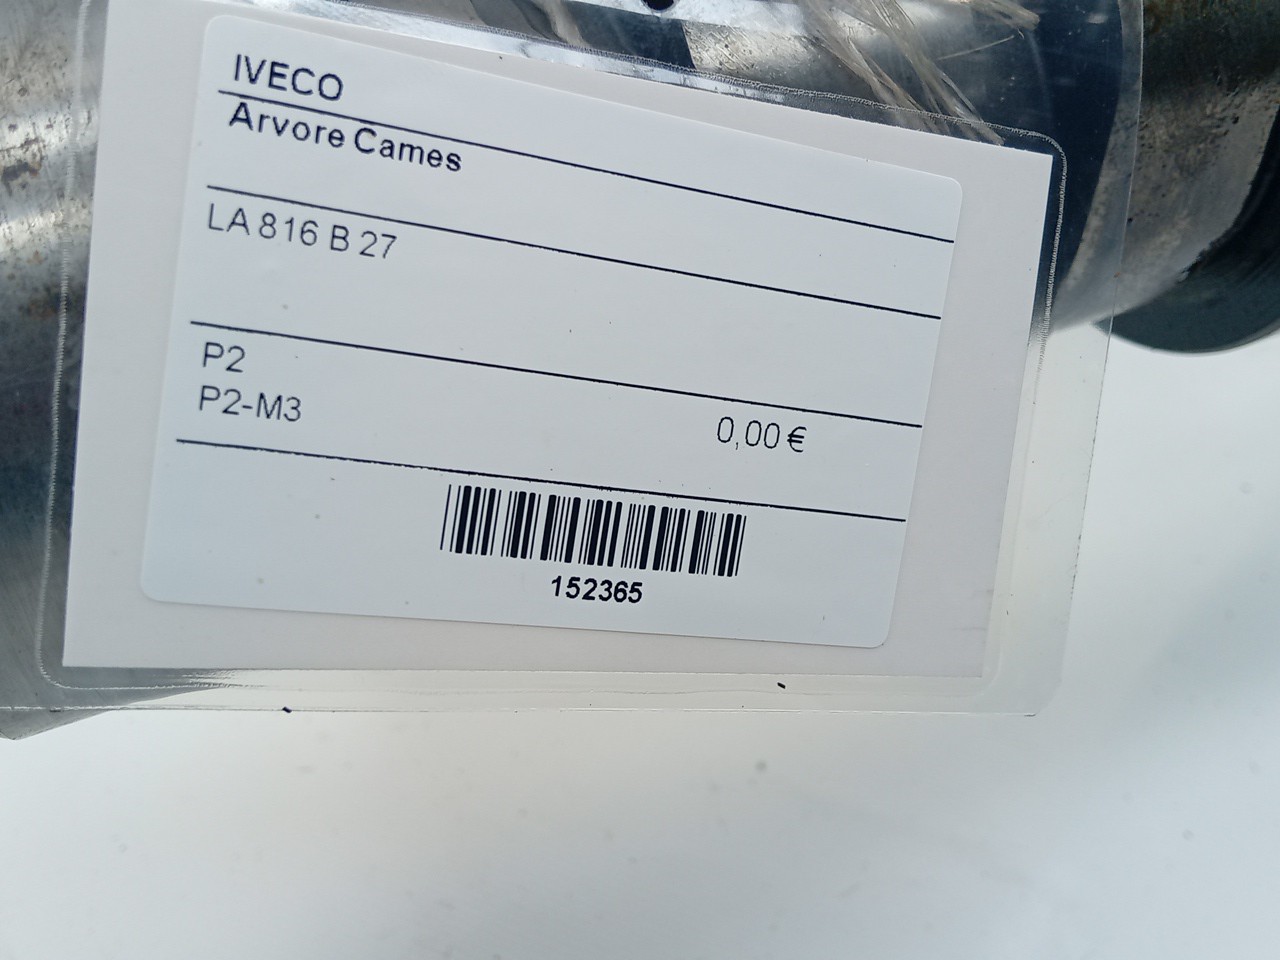 IVECO
Arvore Cames
LA 816 B 27
P2
P2-M3
0,00 €
152365